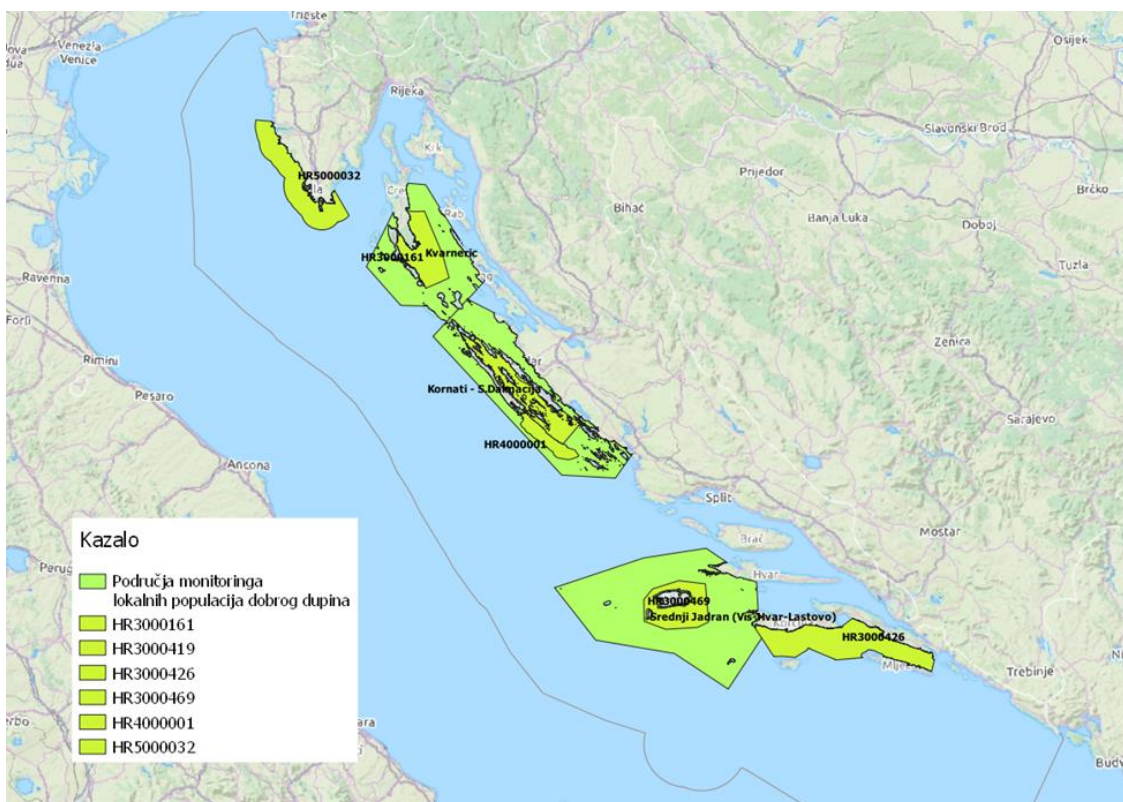 Trieste
Osijek
Venezia
Venice
Rijeka
Krk
Slavonski Brod
HR5000032
Prijedor
Brčko
Cres
Rab
Bihać
Banja Luka
Doboj
HR3000161
Kvarneric
Tuzla
Ravenna
Forlì
Zenica
Rimini
Pesaro
Kornati - S.Dalmacija
Sarajevo
HR4000001
Ancona
Split
Mostar
Brač
Kazalo
Hvar
Područja monitoringa
lokalnih populacija dobrog dupina
HR3000469
Srednji Jadran (Vis-Hvar-Lastovo)
HR3000161
HR3000426
HR3000419
Mljet
Trebinje
HR3000426
HR3000469
HR4000001
HR5000032